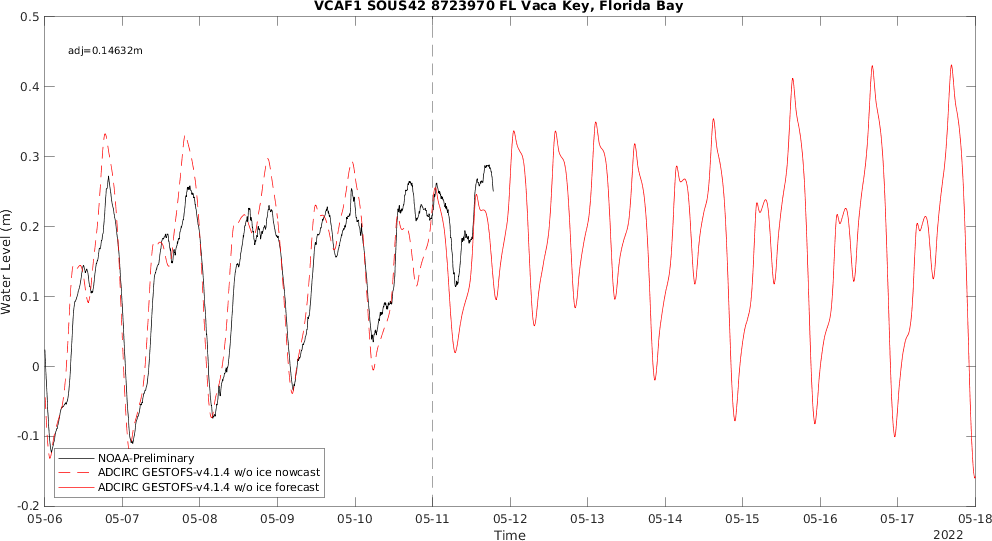 VCAF1 SOUS42 8723970 FL Vaca Key, Florida Bay
adj=0.14632m
0.5
0.4
0.3
0.2
0.1
0
-0.1
-0.2
Water Level (m)
NOAA-Preliminary
ADCIRC GESTOFS-v4.1.4 w/o ice nowcast
ADCIRC GESTOFS-v4.1.4 w/o ice forecast
05-06 05-07 05-08 05-09 05-10 05-11 05-12 05-13 05-14 05-15 05-16 05-17 05-18
Time
2022